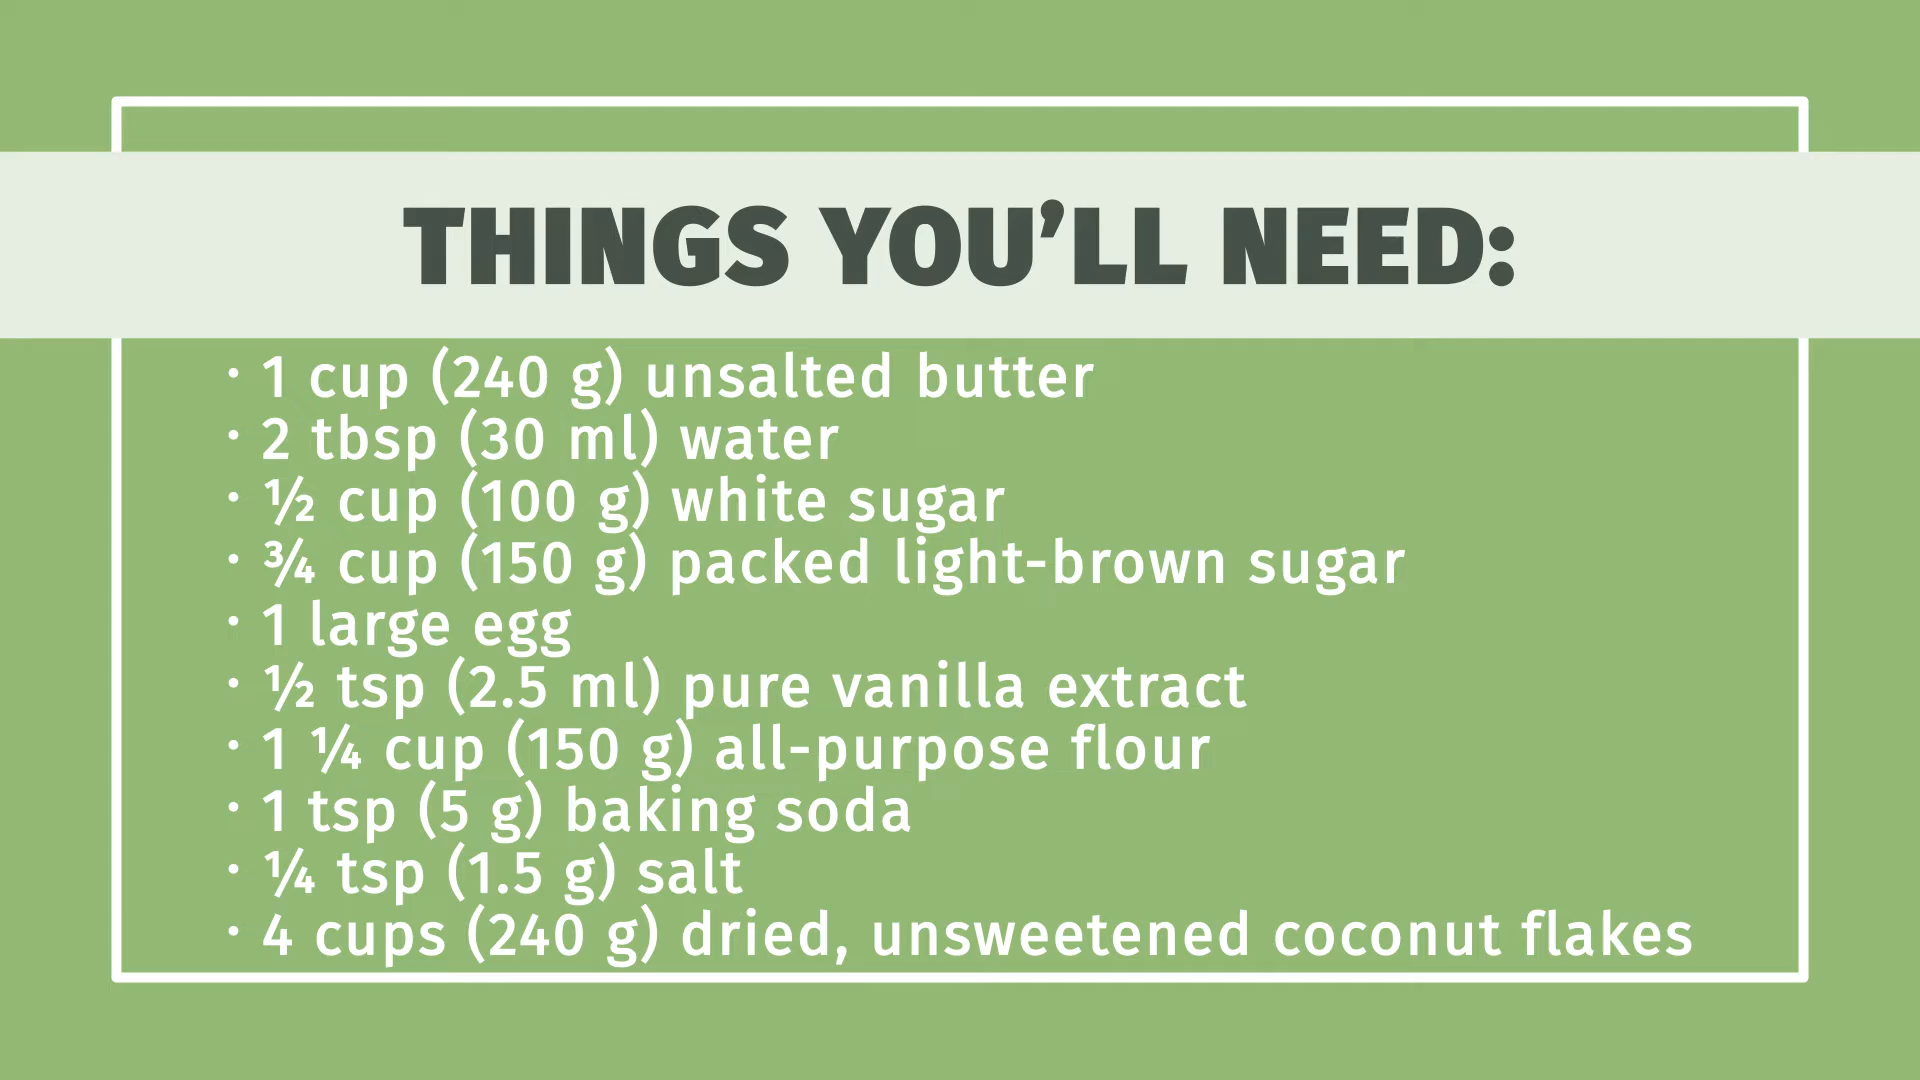 THINGS YOU’LL NEED:
· 1 cup (240 g) unsalted butter
· 2 tbsp (30 ml) water
· ½ cup (100 g) white sugar
· ¾ cup (150 g) packed light-brown sugar
· 1 large egg
· ½ tsp (2.5 ml) pure vanilla extract
· 1 ¼ cup (150 g) all-purpose flour
· 1 tsp (5 g) baking soda
· ¼ tsp (1.5 g) salt
· 4 cups (240 g) dried, unsweetened coconut flakes